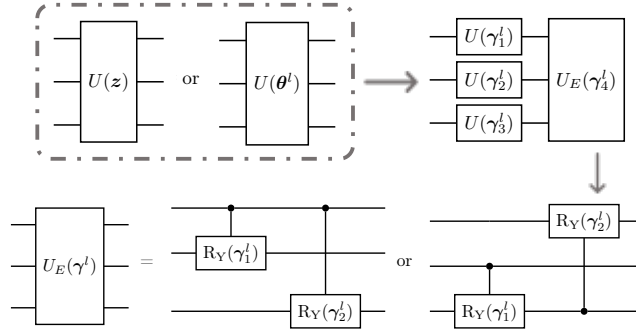 U(z) or U(θ^l)
U(γ_1^l)
U(γ_2^l) U_E(γ_4^l)
U(γ_3^l)
U_E(γ^l) = R_Y(γ_1^l) R_Y(γ_2^l) or R_Y(γ_2^l) R_Y(γ_1^l)